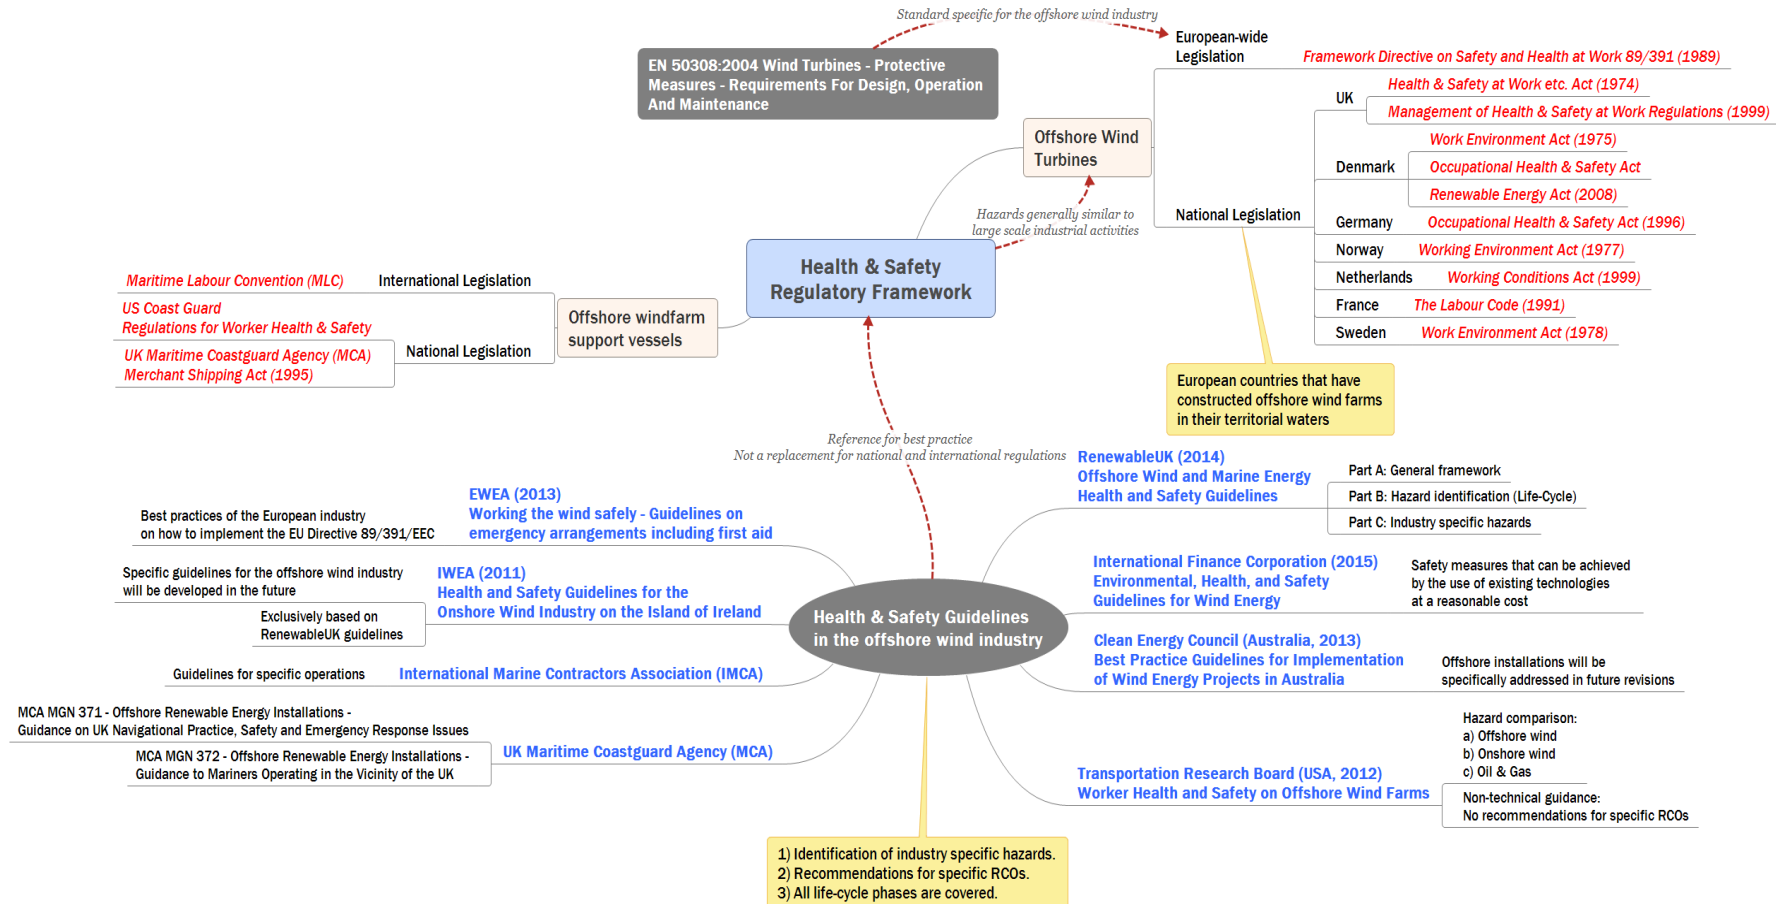 Standard specific for the offshore wind industry
EN 50308:2004 Wind Turbines - Protective
Measures - Requirements For Design, Operation
And Maintenance
European-wide
Legislation
Framework Directive on Safety and Health at Work 89/391 (1989)
Offshore Wind
Turbines
National Legislation
UK
Health & Safety at Work etc. Act (1974)
Management of Health & Safety at Work Regulations (1999)
Denmark
Work Environment Act (1975)
Occupational Health & Safety Act
Renewable Energy Act (2008)
Germany
Occupational Health & Safety Act (1996)
Norway
Working Environment Act (1977)
Netherlands
Working Conditions Act (1999)
France
The Labour Code (1991)
Sweden
Work Environment Act (1978)
European countries that have
constructed offshore wind farms
in their territorial waters
Hazards generally similar to
large scale industrial activities
Health & Safety
Regulatory Framework
Offshore windfarm
support vessels
International Legislation
Maritime Labour Convention (MLC)
National Legislation
US Coast Guard
Regulations for Worker Health & Safety
UK Maritime Coastguard Agency (MCA)
Merchant Shipping Act (1995)
Reference for best practice
Not a replacement for national and international regulations
Health & Safety Guidelines
in the offshore wind industry
EWEA (2013)
Working the wind safely - Guidelines on
emergency arrangements including first aid
Best practices of the European industry
on how to implement the EU Directive 89/391/EEC
IWEA (2011)
Health and Safety Guidelines for the
Onshore Wind Industry on the Island of Ireland
Specific guidelines for the offshore wind industry
will be developed in the future
Exclusively based on
RenewableUK guidelines
International Marine Contractors Association (IMCA)
Guidelines for specific operations
UK Maritime Coastguard Agency (MCA)
MCA MGN 371 - Offshore Renewable Energy Installations -
Guidance on UK Navigational Practice, Safety and Emergency Response Issues
MCA MGN 372 - Offshore Renewable Energy Installations -
Guidance to Mariners Operating in the Vicinity of the UK
RenewableUK (2014)
Offshore Wind and Marine Energy
Health and Safety Guidelines
Part A: General framework
Part B: Hazard identification (Life-Cycle)
Part C: Industry specific hazards
International Finance Corporation (2015)
Environmental, Health, and Safety
Guidelines for Wind Energy
Safety measures that can be achieved
by the use of existing technologies
at a reasonable cost
Clean Energy Council (Australia, 2013)
Best Practice Guidelines for Implementation
of Wind Energy Projects in Australia
Offshore installations will be
specifically addressed in future revisions
Transportation Research Board (USA, 2012)
Worker Health and Safety on Offshore Wind Farms
Hazard comparison:
a) Offshore wind
b) Onshore wind
c) Oil & Gas
Non-technical guidance:
No recommendations for specific RCOs
1) Identification of industry specific hazards.
2) Recommendations for specific RCOs.
3) All life-cycle phases are covered.